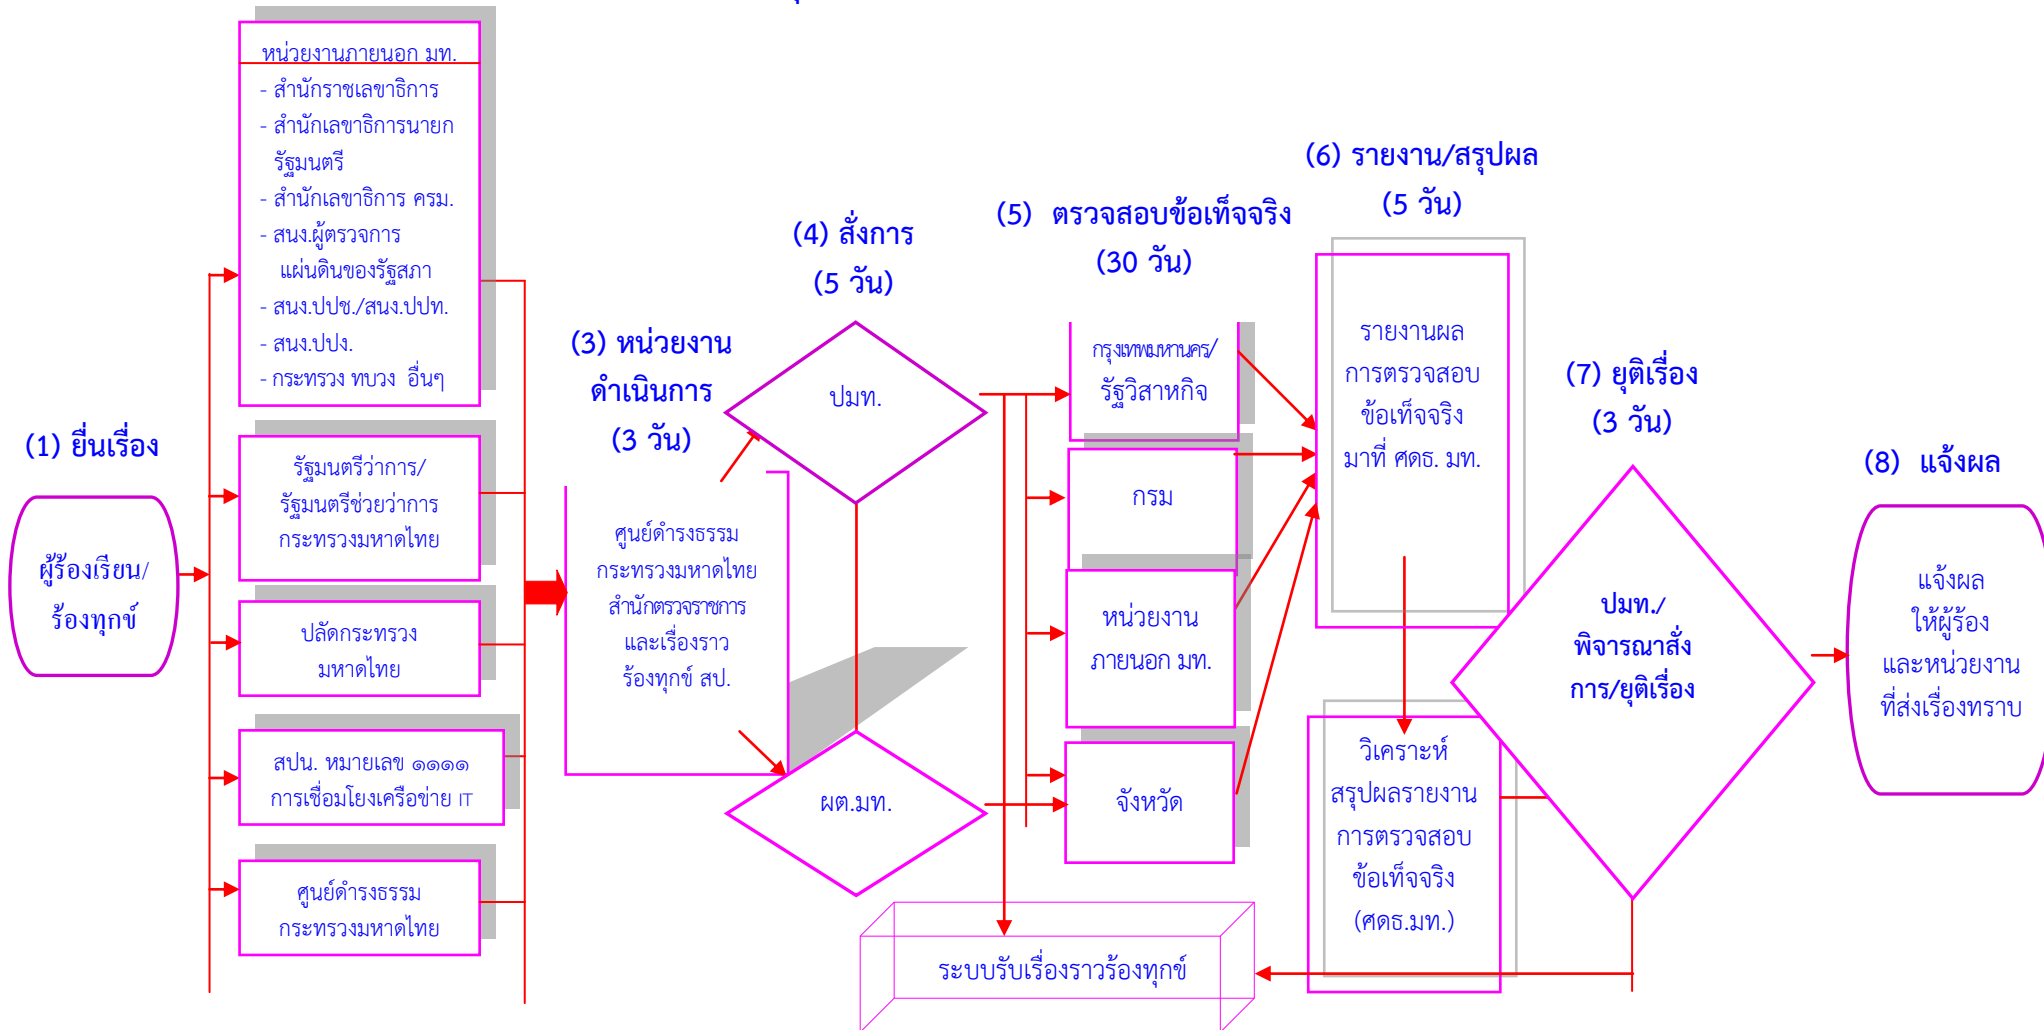 (1) ยื่นเรื่อง
ผู้ร้องเรียน/
ร้องทุกข์
หน่วยงานภายนอก มท.
- สำนักราชเลขาธิการ
- สำนักเลขาธิการนายก
รัฐมนตรี
- สำนักเลขาธิการ ครม.
- สนง.ผู้ตรวจการ
แผ่นดินของรัฐสภา
- สนง.ปปช./สนง.ปปท.
- สนง.ปปง.
- กระทรวง ทบวง อื่นๆ
รัฐมนตรีว่าการ/
รัฐมนตรีช่วยว่าการ
กระทรวงมหาดไทย
ปลัดกระทรวง
มหาดไทย
สปน. หมายเลข ๑๑๑๑
การเชื่อมโยงเครือข่าย IT
ศูนย์ดำรงธรรม
กระทรวงมหาดไทย
(3) หน่วยงาน
ดำเนินการ
(3 วัน)
ศูนย์ดำรงธรรม
กระทรวงมหาดไทย
สำนักตรวจราชการ
และเรื่องราว
ร้องทุกข์ สป.
(4) สั่งการ
(5 วัน)
ปมท.
ผต.มท.
(5) ตรวจสอบข้อเท็จจริง
(30 วัน)
กรุงเทพมหานคร/
รัฐวิสาหกิจ
กรม
หน่วยงาน
ภายนอก มท.
จังหวัด
ระบบรับเรื่องราวร้องทุกข์
(6) รายงาน/สรุปผล
(5 วัน)
รายงานผล
การตรวจสอบ
ข้อเท็จจริง
มาที่ ศดธ. มท.
วิเคราะห์
สรุปผลรายงาน
การตรวจสอบ
ข้อเท็จจริง
(ศดธ.มท.)
(7) ยุติเรื่อง
(3 วัน)
ปมท./
พิจารณาสั่ง
การ/ยุติเรื่อง
(8) แจ้งผล
แจ้งผล
ให้ผู้ร้อง
และหน่วยงาน
ที่ส่งเรื่องทราบ